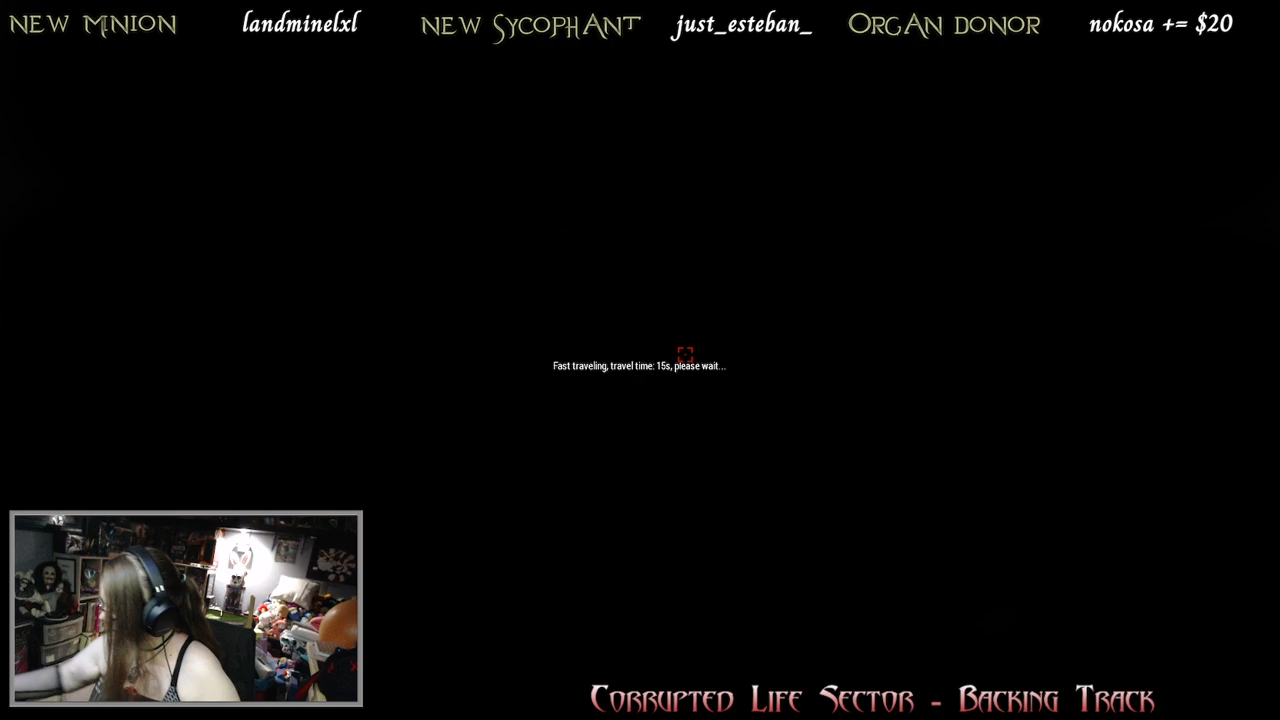 NEW MINION landminelxl NEW SYCOPHANT just_esteban_ ORGAN DONOR nokosa += $20
Fast traveling, travel time: 15s, please wait...
CORRUPTED LIFE SECTOR - BACKING TRACK